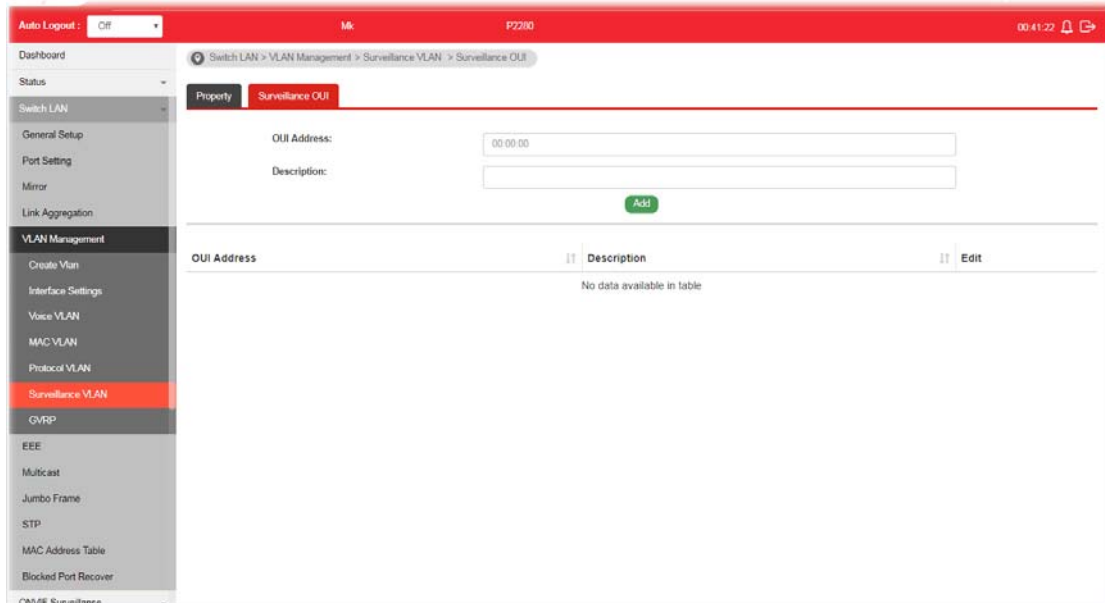 Auto Logout : Off Mk P2280 00:41:22
Dashboard
Status
Switch LAN
General Setup
Port Setting
Mirror
Link Aggregation
VLAN Management
Create Vlan
Interface Settings
Voice VLAN
MAC VLAN
Protocol VLAN
Surveillance VLAN
GVRP
EEE
Multicast
Jumbo Frame
STP
MAC Address Table
Blocked Port Recover
ONVIF Surveillance
Switch LAN > VLAN Management > Surveillance VLAN > Surveillance OUI
Property Surveillance OUI
OUI Address: 00:00:00
Description:
Add
OUI Address Description Edit
No data available in table